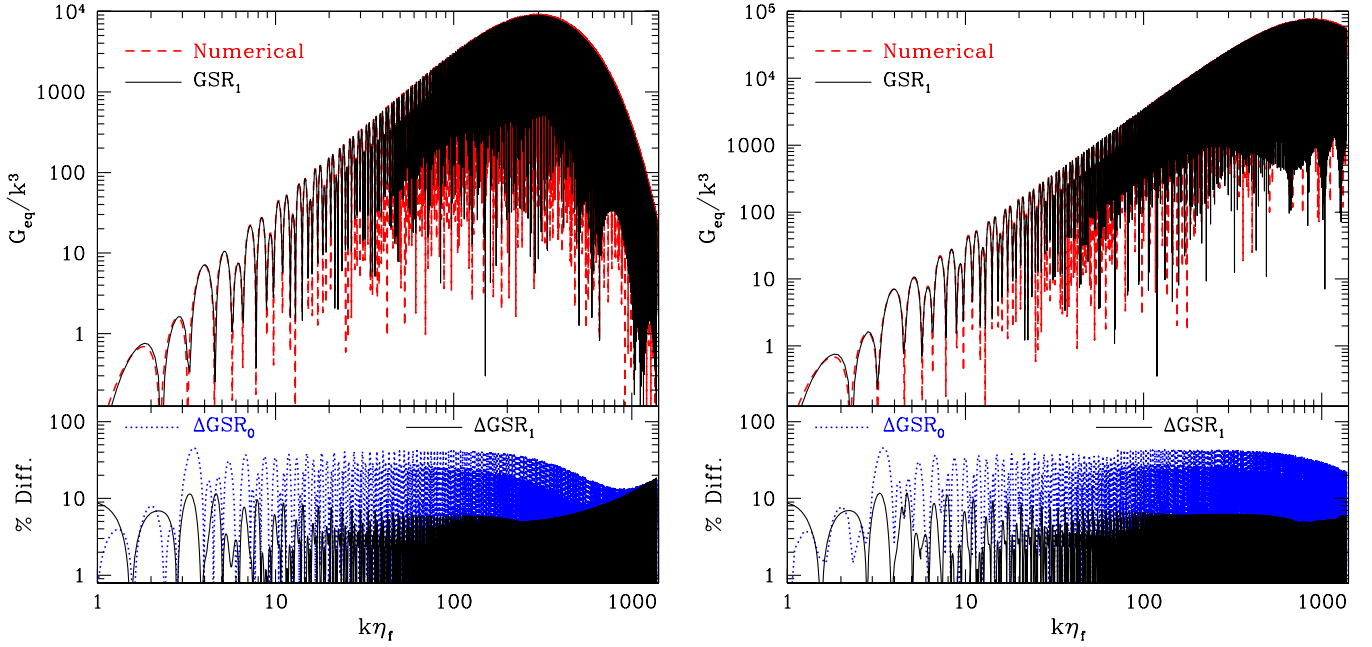 10⁴
1000
100
10
1
G_eq/k³
Numerical
GSR₁
100
10
1
% Diff.
ΔGSR₀
ΔGSR₁
1
10
100
1000
kη_f
10⁵
10⁴
1000
100
10
1
G_eq/k³
Numerical
GSR₁
100
10
1
% Diff.
ΔGSR₀
ΔGSR₁
1
10
100
1000
kη_f